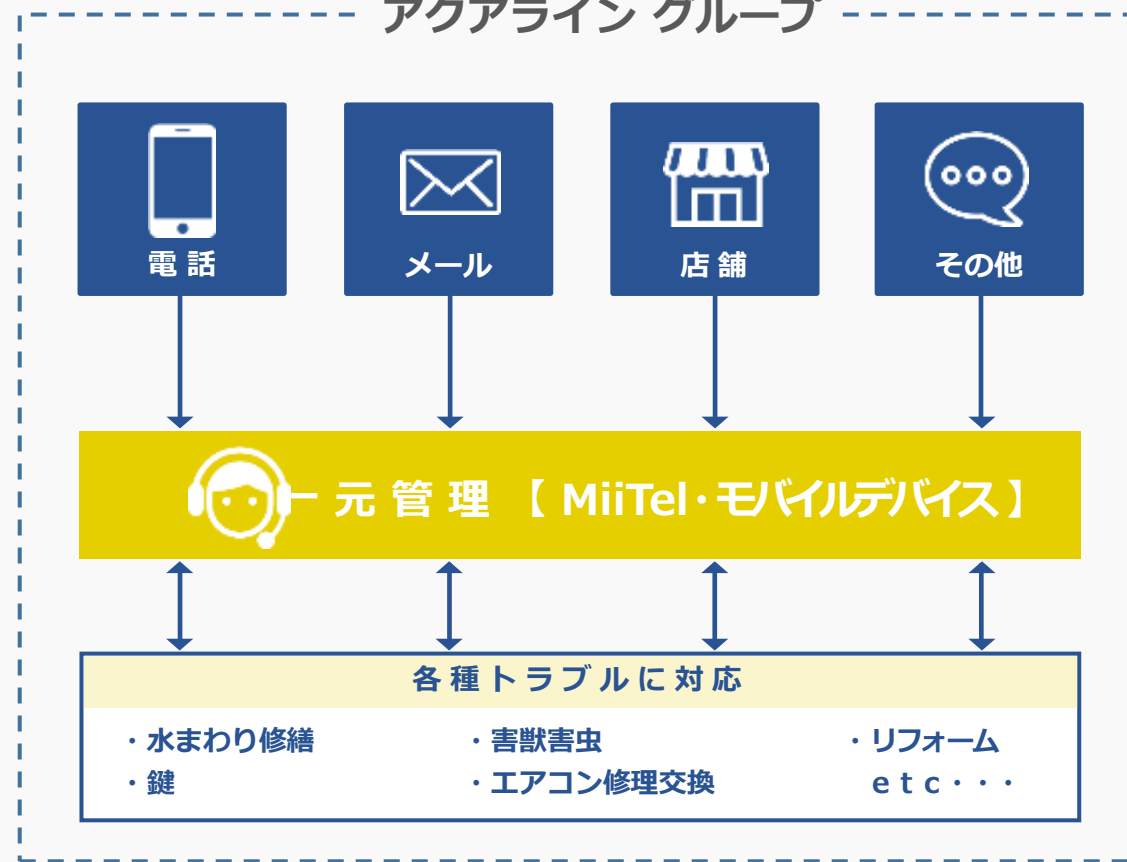 アクアライン グループ
電話
メール
店舗
その他
一元管理【MiiTel・モバイルデバイス】
各種トラブルに対応
・水まわり修繕
・害獣害虫
・リフォーム
・鍵
・エアコン修理交換
etc・・・